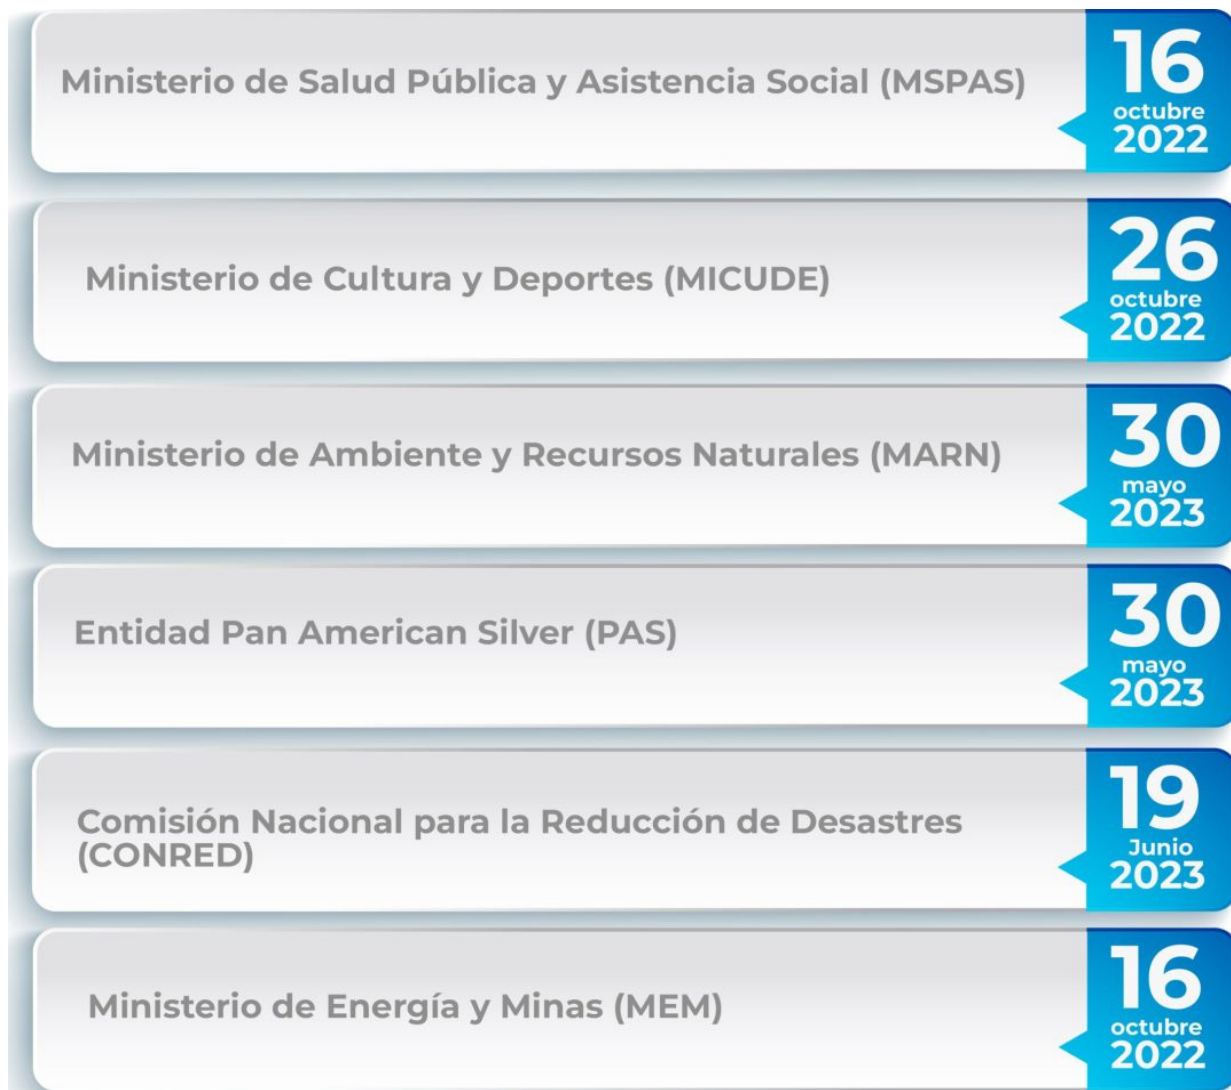 Ministerio de Salud Pública y Asistencia Social (MSPAS)
16
octubre
2022
Ministerio de Cultura y Deportes (MICUDE)
26
octubre
2022
Ministerio de Ambiente y Recursos Naturales (MARN)
30
mayo
2023
Entidad Pan American Silver (PAS)
30
mayo
2023
Comisión Nacional para la Reducción de Desastres
(CONRED)
19
Junio
2023
Ministerio de Energía y Minas (MEM)
16
octubre
2022